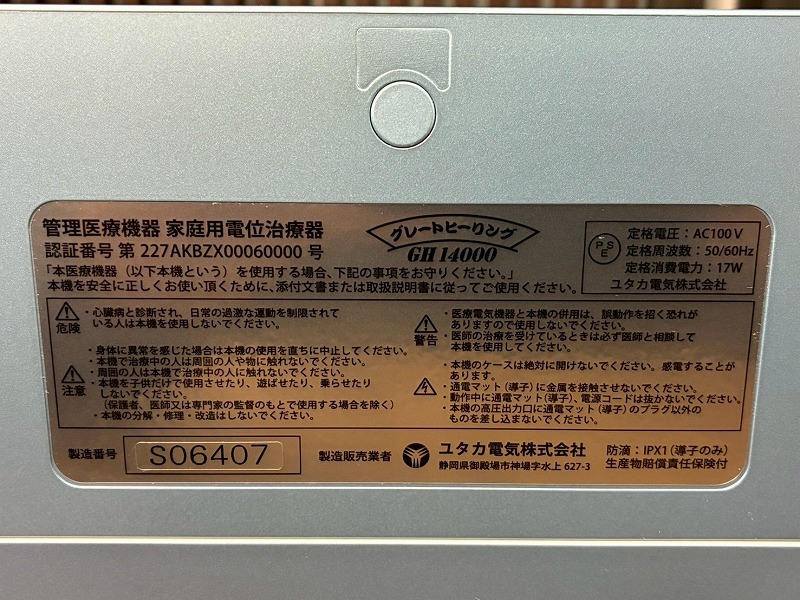 管理医療機器 家庭用電位治療器
認証番号 第 227AKBZX00060000 号
グレートヒーリング
GH 14000
PSE
定格電圧：AC100V
定格周波数：50/60Hz
定格消費電力：17W
ユタカ電気株式会社
「本医療機器（以下本機という）を使用する場合、下記の事項をお守りください。」
本機を安全に正しくお使い頂くために、添付文書または取扱説明書に従ってご使用ください。
危険
・心臓病と診断され、日常の過激な運動を制限されて
いる人は本機を使用しないでください。
注意
・身体に異常を感じた場合は本機の使用を直ちに中止してください。
・本機で治療中の人は周囲の人や物に触れないでください。
・周囲の人は本機で治療中の人に触れないでください。
・本機を子供だけで使用させたり、遊ばせたり、乗らせたり
しないでください。
（保護者、医師又は専門家の監督のもとで使用する場合を除く）
・本機の分解・修理・改造はしないでください。
警告
・医療電気機器と本機の併用は、誤動作を招く恐れが
ありますので使用しないでください。
・医師の治療を受けているときは必ず医師と相談して
本機を使用してください。
・本機のケースは絶対に開けないでください。感電することが
あります。
・通電マット（導子）に金属を接触させないでください。
・動作中に通電マット（導子）、電源コードは抜かないでください。
・本機の高圧出力口に通電マット（導子）のプラグ以外の
ものを差し込まないでください。
製造番号
S06407
製造販売業者
ユタカ電気株式会社
静岡県御殿場市神場字水上 627-3
防滴：IPX1（導子のみ）
生産物賠償責任保険付